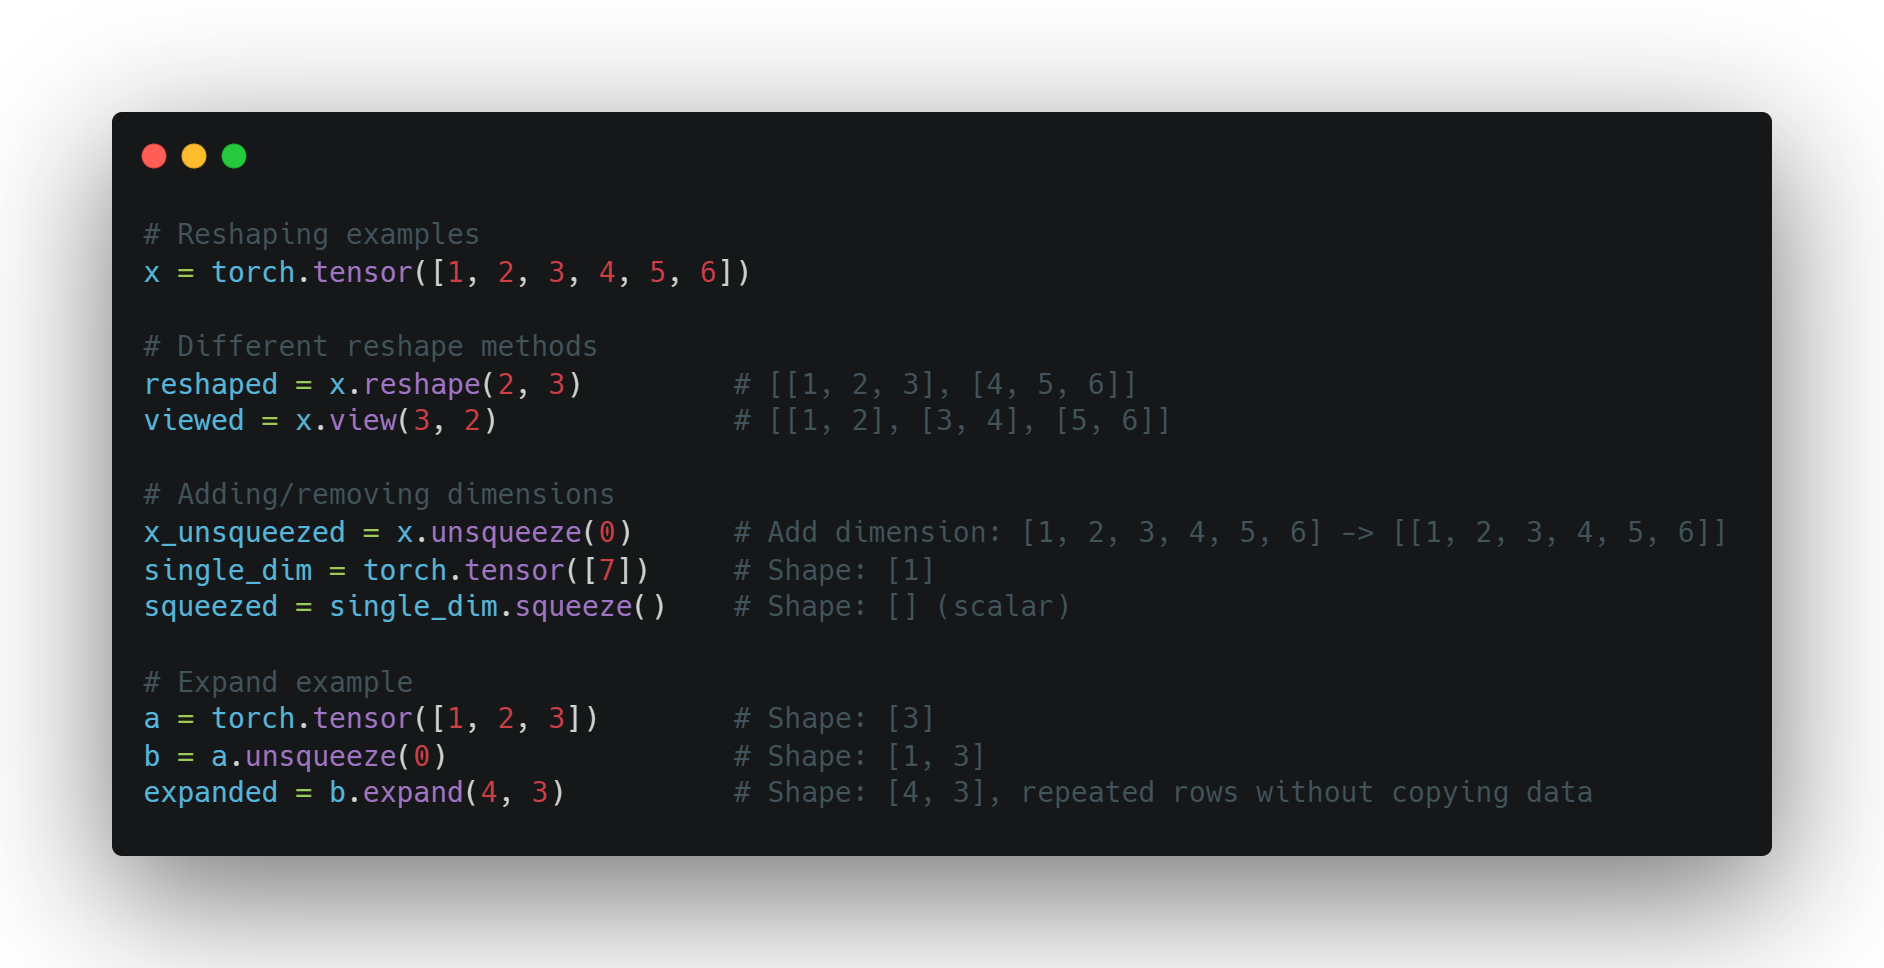 # Reshaping examples
x = torch.tensor([1, 2, 3, 4, 5, 6])
# Different reshape methods
reshaped = x.reshape(2, 3)         # [[1, 2, 3], [4, 5, 6]]
viewed = x.view(3, 2)              # [[1, 2], [3, 4], [5, 6]]
# Adding/removing dimensions
x_unsqueezed = x.unsqueeze(0)      # Add dimension: [1, 2, 3, 4, 5, 6] -> [[1, 2, 3, 4, 5, 6]]
single_dim = torch.tensor([7])     # Shape: [1]
squeezed = single_dim.squeeze()    # Shape: [] (scalar)
# Expand example
a = torch.tensor([1, 2, 3])        # Shape: [3]
b = a.unsqueeze(0)                 # Shape: [1, 3]
expanded = b.expand(4, 3)          # Shape: [4, 3], repeated rows without copying data